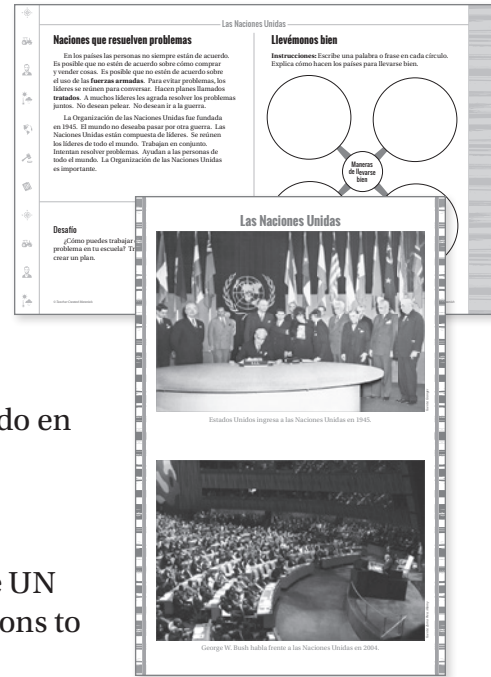 Las Naciones Unidas
Naciones que resuelven problemas
En los países las personas no siempre están de acuerdo.
Es posible que no estén de acuerdo sobre cómo comprar
y vender cosas. Es posible que no estén de acuerdo sobre
el uso de las fuerzas armadas. Para evitar problemas, los
líderes se reúnen para conversar. Hacen planes llamados
tratados. A muchos líderes les agrada resolver los problemas
juntos. No desean pelear. No desean ir a la guerra.
La Organización de las Naciones Unidas fue fundada
en 1945. El mundo no deseaba pasar por otra guerra. Las
Naciones Unidas están compuesta de líderes. Se reúnen
los líderes de todo el mundo. Trabajan en conjunto.
Intentan resolver problemas. Ayudan a las personas de
todo el mundo. La Organización de las Naciones Unidas
es importante.
Desafío
¿Cómo puedes trabajar
problema en tu escuela?
crear un plan.
Llevémonos bien
Instrucciones: Escribe una palabra o frase en cada círculo.
Explica cómo hacen los países para llevarse bien.
Maneras
de llevarse
bien
Las Naciones Unidas
Estados Unidos ingresa a las Naciones Unidas en 1945.
George W. Bush habla frente a las Naciones Unidas en 2004.
do en
UN
ons to